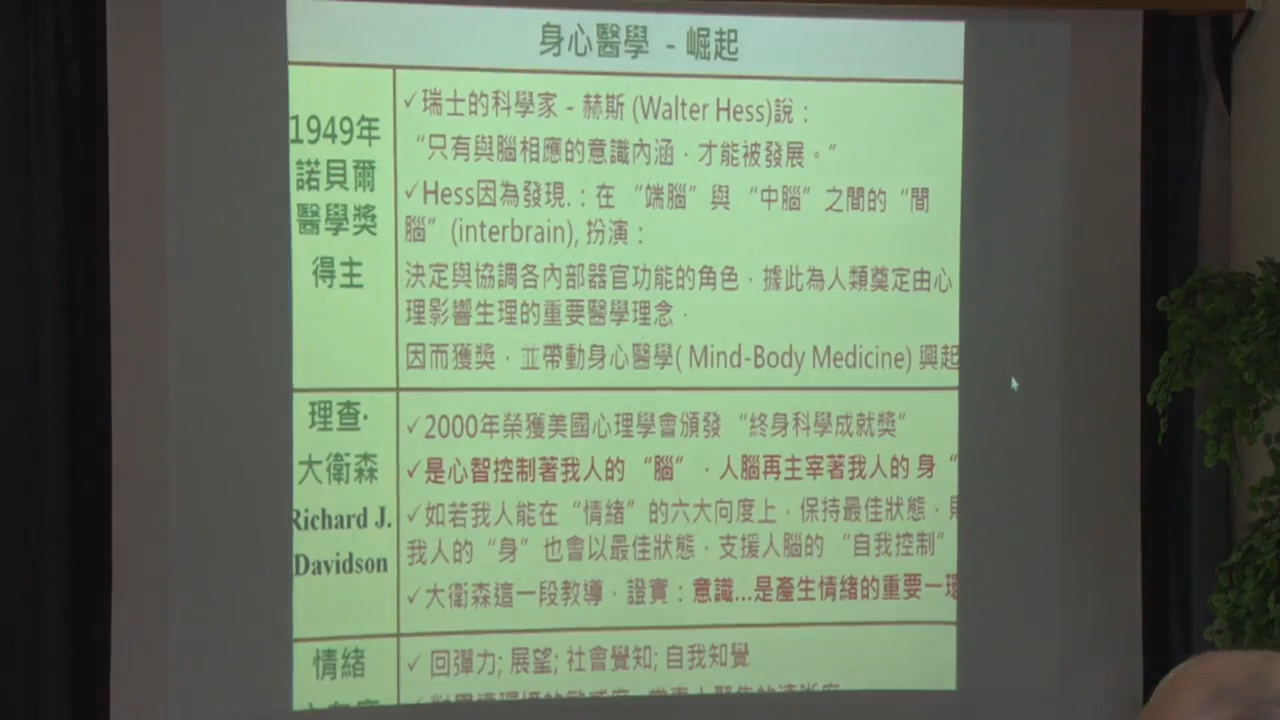 身心醫學 - 崛起
1949年
諾貝爾
醫學獎
得主
✓瑞士的科學家 - 赫斯 (Walter Hess)說：
“只有與腦相應的意識內涵．才能被發展。”
✓Hess因為發現.：在 “端腦” 與 “中腦” 之間的 “間
腦” (interbrain), 扮演：
決定與協調各內部器官功能的角色．據此為人類奠定由心
理影響生理的重要醫學理念．
因而獲獎．並帶動身心醫學( Mind-Body Medicine) 興起
理查·
大衛森
Richard J.
Davidson
✓2000年榮獲美國心理學會頒發 “終身科學成就獎”
✓是心智控制著我人的 “腦”．人腦再主宰著我人的 身 “
✓如若我人能在 “情緒” 的六大向度上．保持最佳狀態．
我人的 “身” 也會以最佳狀態．支援人腦的 “自我控制”
✓大衛森這一段教導．證實：意識...是產生情緒的重要一環
情緒
✓ 回彈力; 展望; 社會覺知; 自我知覺